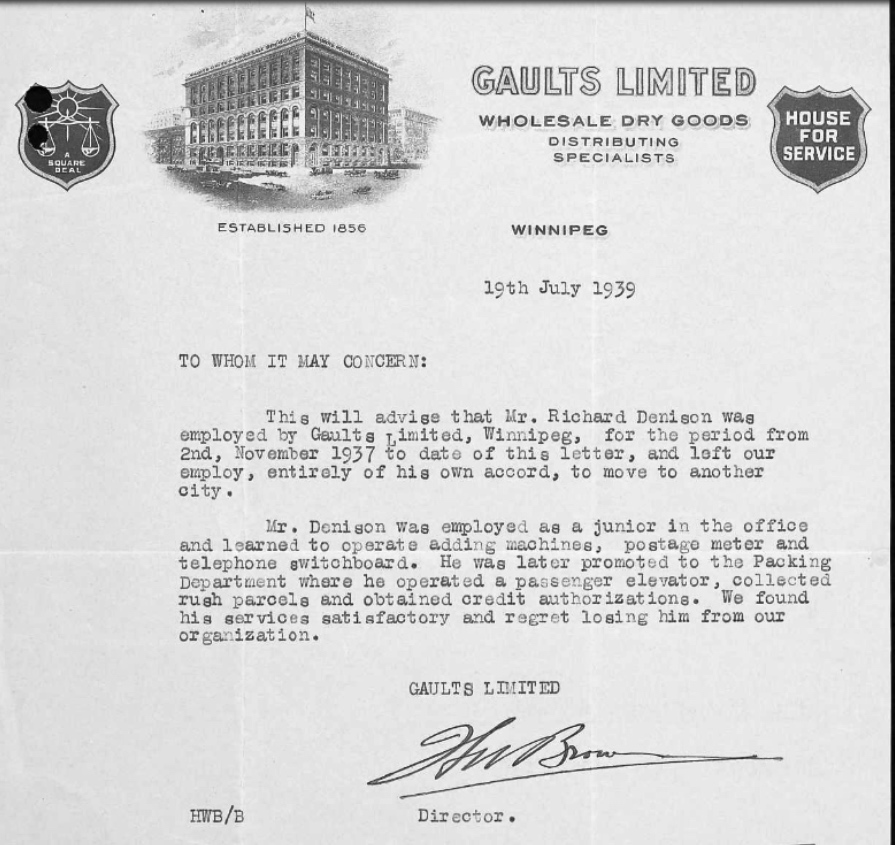 A
SQUARE
DEAL
GAULTS LIMITED
WHOLESALE DRY GOODS
DISTRIBUTING
SPECIALISTS
HOUSE
FOR
SERVICE
ESTABLISHED 1856
WINNIPEG
19th July 1939
TO WHOM IT MAY CONCERN:
This will advise that Mr. Richard Denison was
employed by Gaults Limited, Winnipeg, for the period from
2nd, November 1937 to date of this letter, and left our
employ, entirely of his own accord, to move to another
city.
Mr. Denison was employed as a junior in the office
and learned to operate adding machines, postage meter and
telephone switchboard. He was later promoted to the Packing
Department where he operated a passenger elevator, collected
rush parcels and obtained credit authorizations. We found
his services satisfactory and regret losing him from our
organization.
GAULTS LIMITED
HW Brown
HWB/B Director.